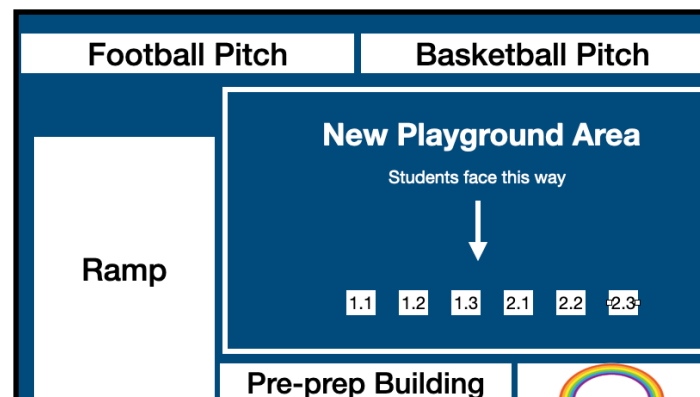 Football Pitch
Basketball Pitch
New Playground Area
Students face this way
Ramp
1.1 1.2 1.3 2.1 2.2 2.3
Pre-prep Building